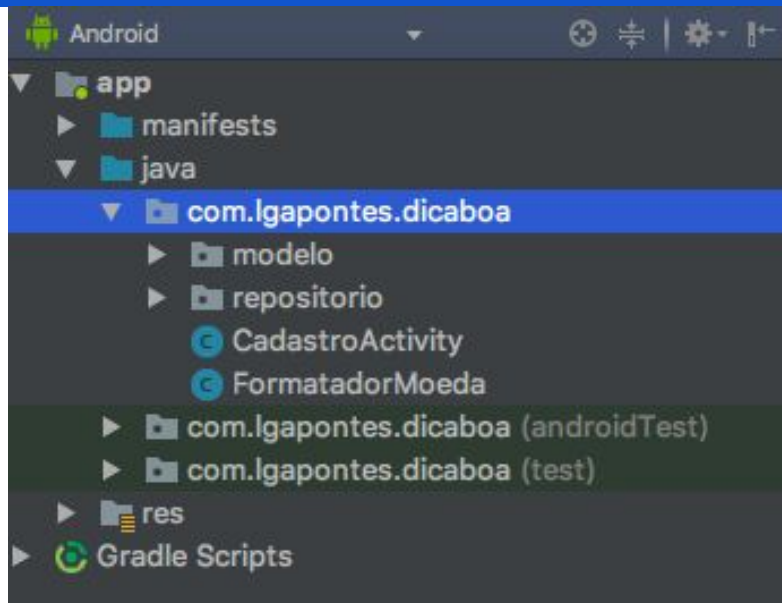 Android
app
manifests
java
com.lgapontes.dicaboa
modelo
repositorio
C CadastroActivity
C FormatadorMoeda
com.lgapontes.dicaboa (androidTest)
com.lgapontes.dicaboa (test)
res
Gradle Scripts